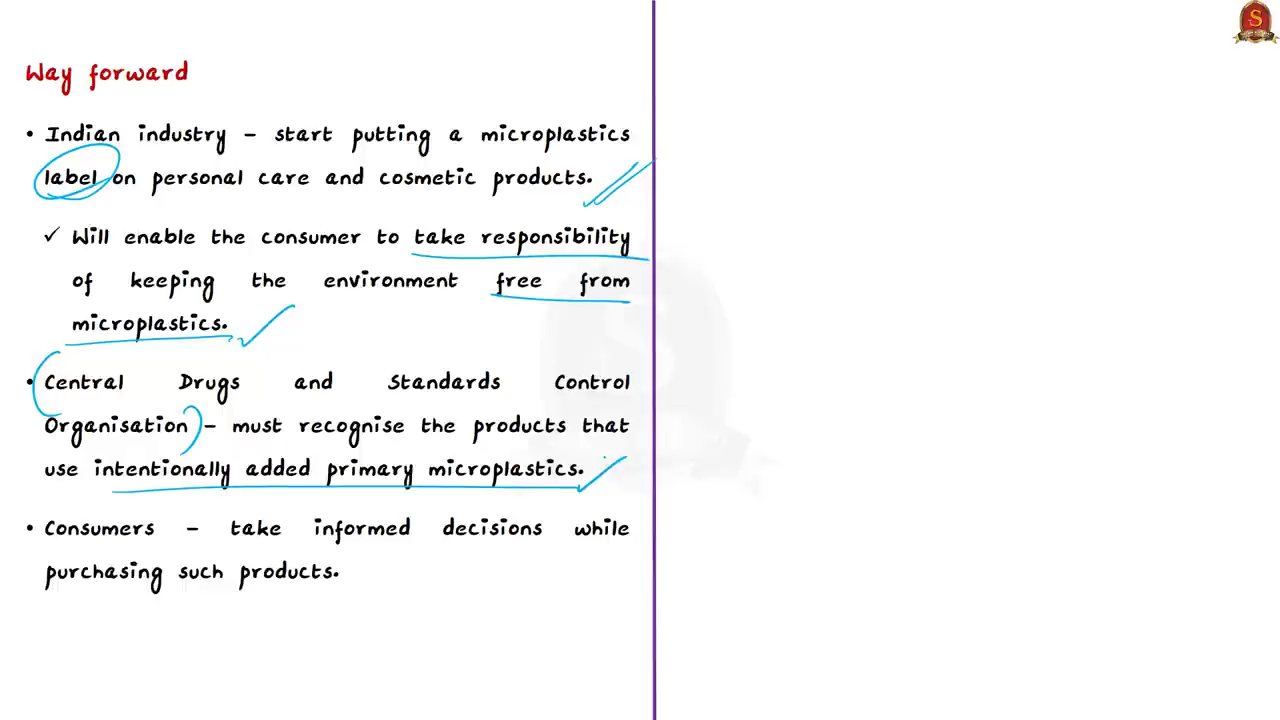 Way forward
• Indian industry – start putting a microplastics
label on personal care and cosmetic products.
✓ Will enable the consumer to take responsibility
of keeping the environment free from
microplastics.
• Central Drugs and Standards Control
Organisation – must recognise the products that
use intentionally added primary microplastics.
• Consumers – take informed decisions while
purchasing such products.
S